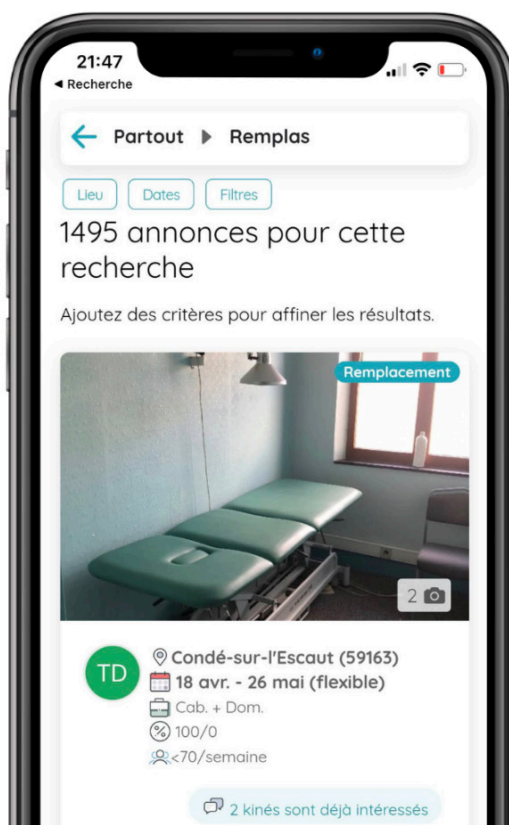 21:47
◀ Recherche
← Partout ▶ Remplas
Lieu Dates Filtres
1495 annonces pour cette
recherche
Ajoutez des critères pour affiner les résultats.
Remplacement
2
TD
Condé-sur-l'Escaut (59163)
18 avr. - 26 mai (flexible)
Cab. + Dom.
100/0
<70/semaine
2 kinés sont déjà intéressés